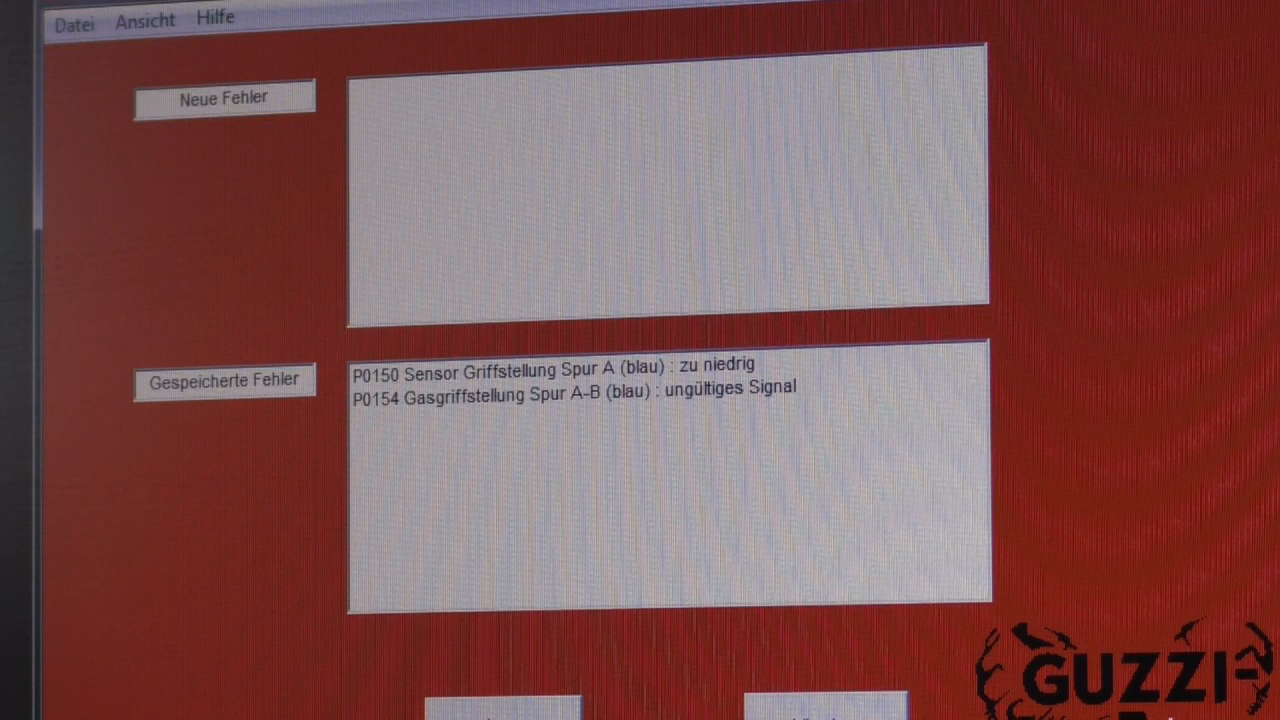 Datei Ansicht Hilfe
Neue Fehler
Gespeicherte Fehler
P0150 Sensor Griffstellung Spur A (blau) : zu niedrig
P0154 Gasgriffstellung Spur A-B (blau) : ungültiges Signal
GUZZI-